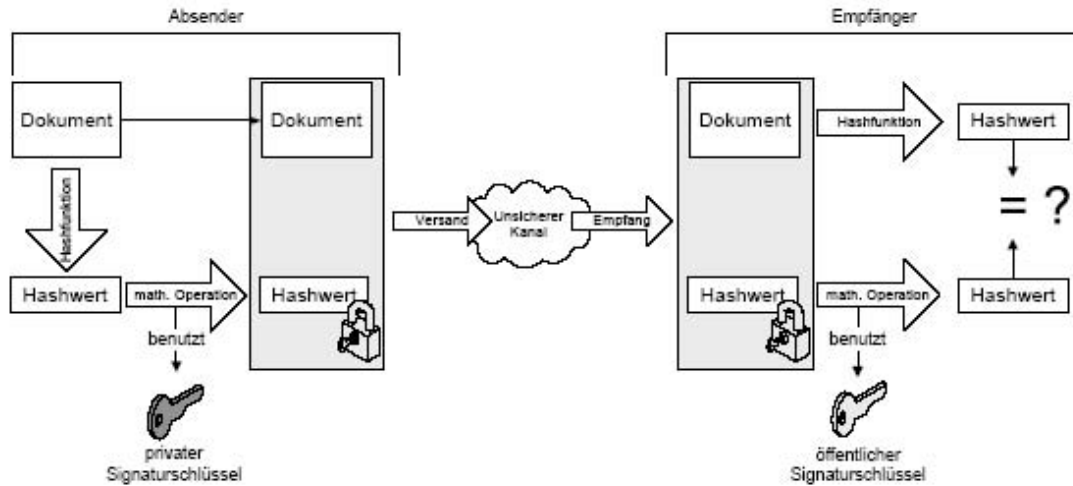 Absender
Dokument
Dokument
Hashfunktion
Hashwert
math. Operation
Hashwert
benutzt
privater
Signaturschlüssel
Versand
Unsicherer
Kanal
Empfang
Empfänger
Dokument
Hashfunktion
Hashwert
= ?
Hashwert
math. Operation
Hashwert
benutzt
öffentlicher
Signaturschlüssel